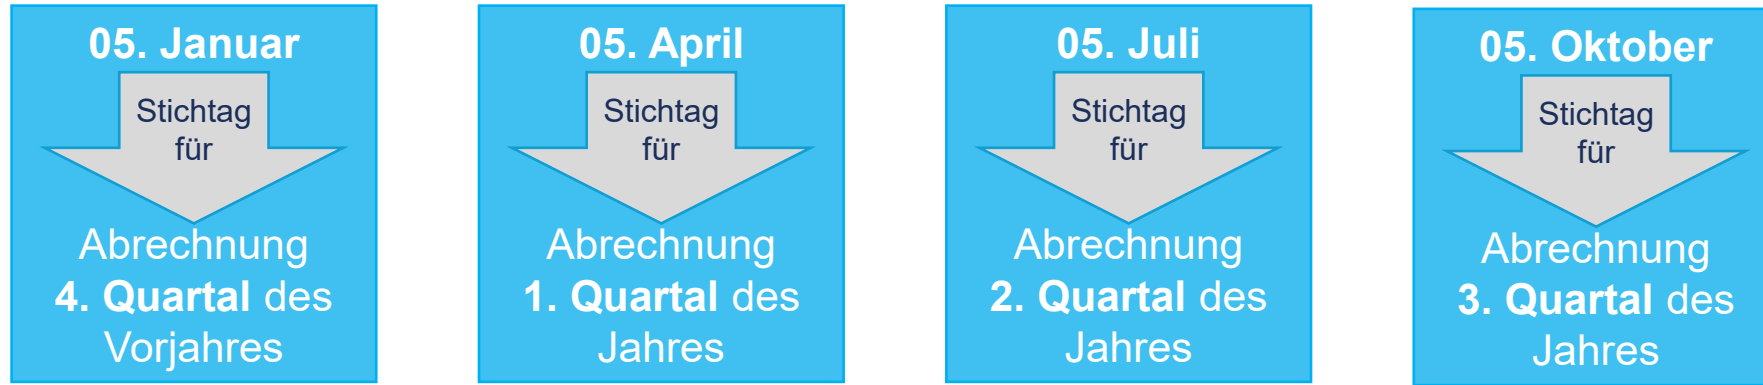 05. Januar
Stichtag
für
Abrechnung
4. Quartal des
Vorjahres
05. April
Stichtag
für
Abrechnung
1. Quartal des
Jahres
05. Juli
Stichtag
für
Abrechnung
2. Quartal des
Jahres
05. Oktober
Stichtag
für
Abrechnung
3. Quartal des
Jahres